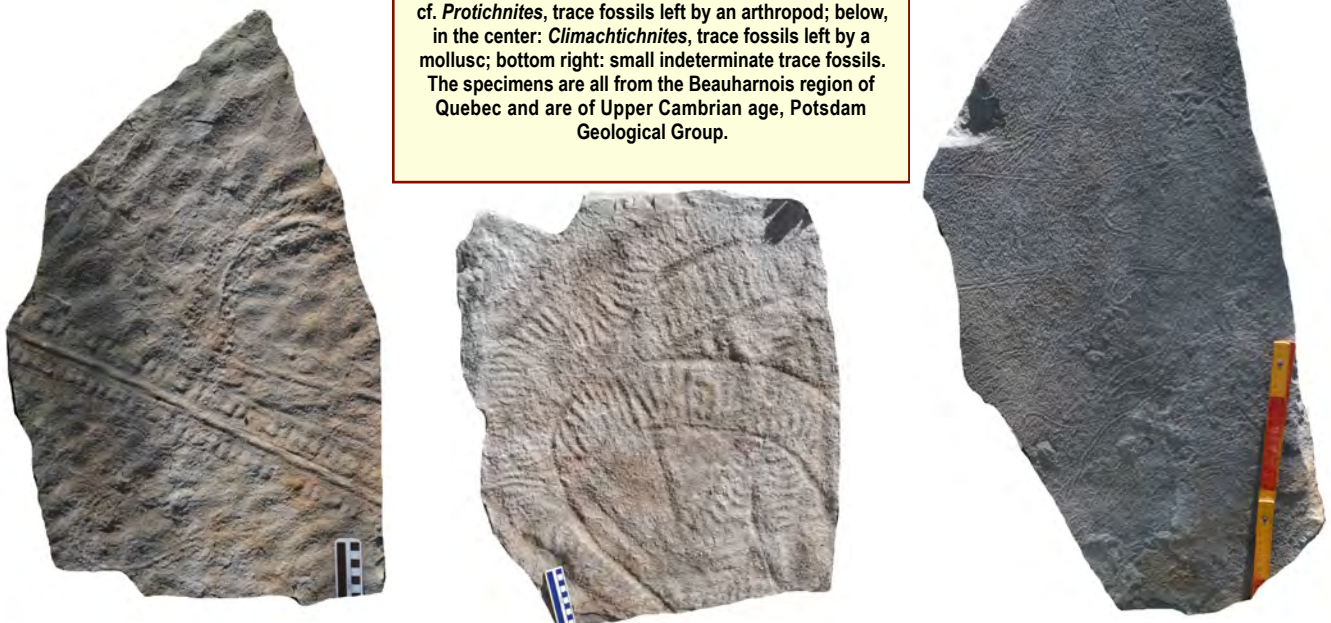 cf. Protichnites, trace fossils left by an arthropod; below,
in the center: Climachtichnites, trace fossils left by a
mollusc; bottom right: small indeterminate trace fossils.
The specimens are all from the Beauharnois region of
Quebec and are of Upper Cambrian age, Potsdam
Geological Group.